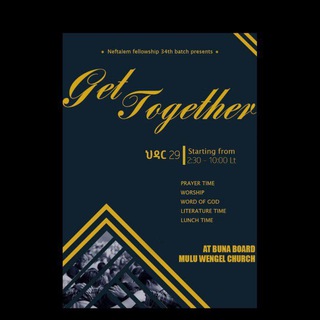 Neftalem fellowship 34th batch presents
Get
Together
ህዳር 29
Starting from
2:30 - 10:00 Lt
PRAYER TIME
WORSHIP
WORD OF GOD
LITERATURE TIME
LUNCH TIME
AT BUNA BOARD
MULU WENGEL CHURCH